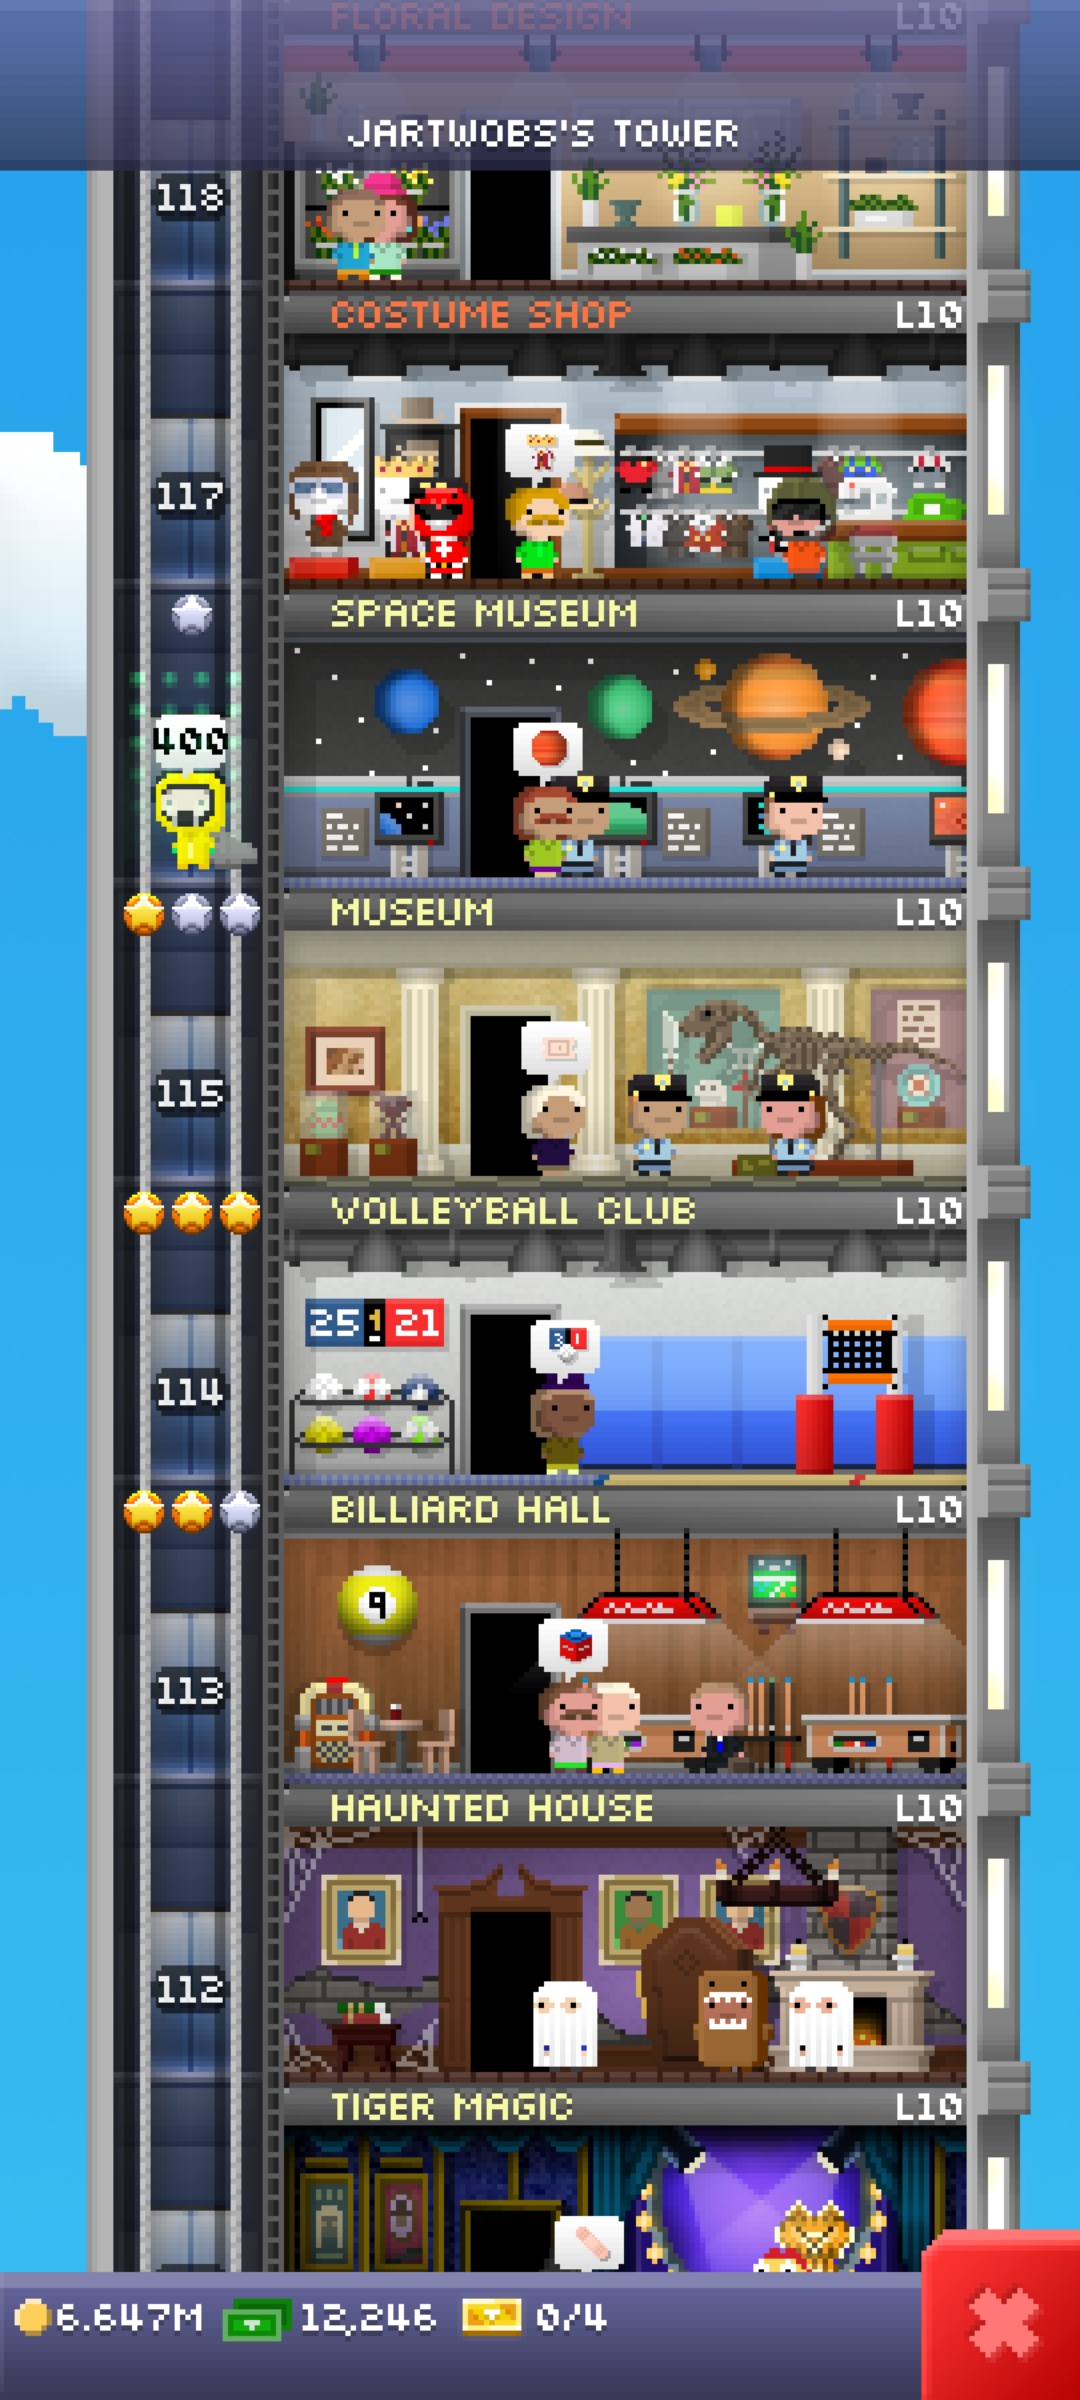 FLORAL DESIGN L10
JARTWOBS'S TOWER
118
COSTUME SHOP L10
117
SPACE MUSEUM L10
400
MUSEUM L10
115
VOLLEYBALL CLUB L10
25 1 21
3 1
114
BILLIARD HALL L10
9
113
HAUNTED HOUSE L10
112
TIGER MAGIC L10
6.647M 12,246 0/4